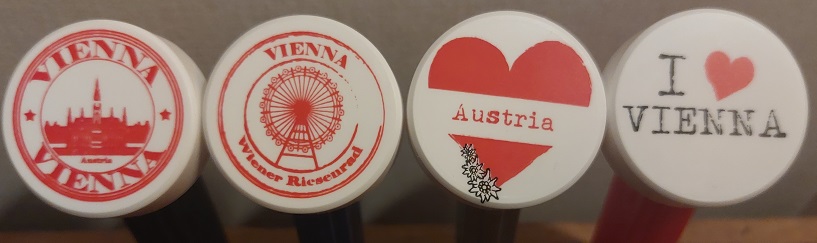 VIENNA
Austria
VIENNA
VIENNA
Wiener Riesenrad
Austria
I
VIENNA